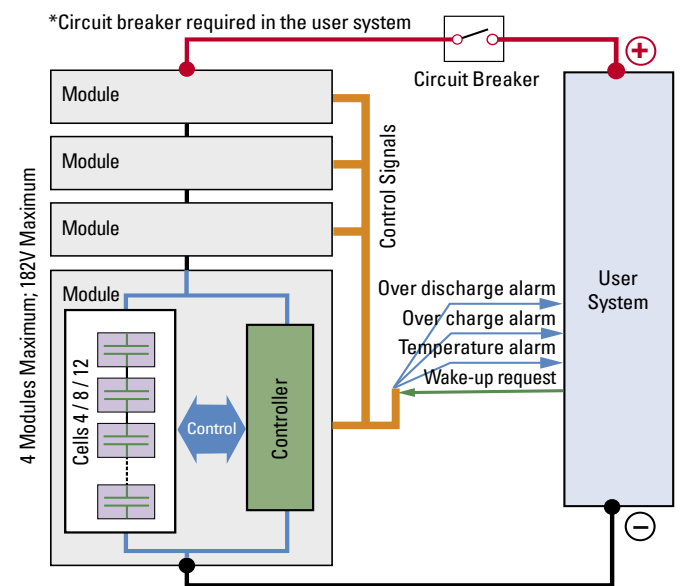 *Circuit breaker required in the user system
+
Circuit Breaker
Module
Module
Module
Module
4 Modules Maximum; 182V Maximum
Cells 4 / 8 / 12
Control
Controller
Control Signals
Over discharge alarm
Over charge alarm
Temperature alarm
Wake-up request
User
System
−